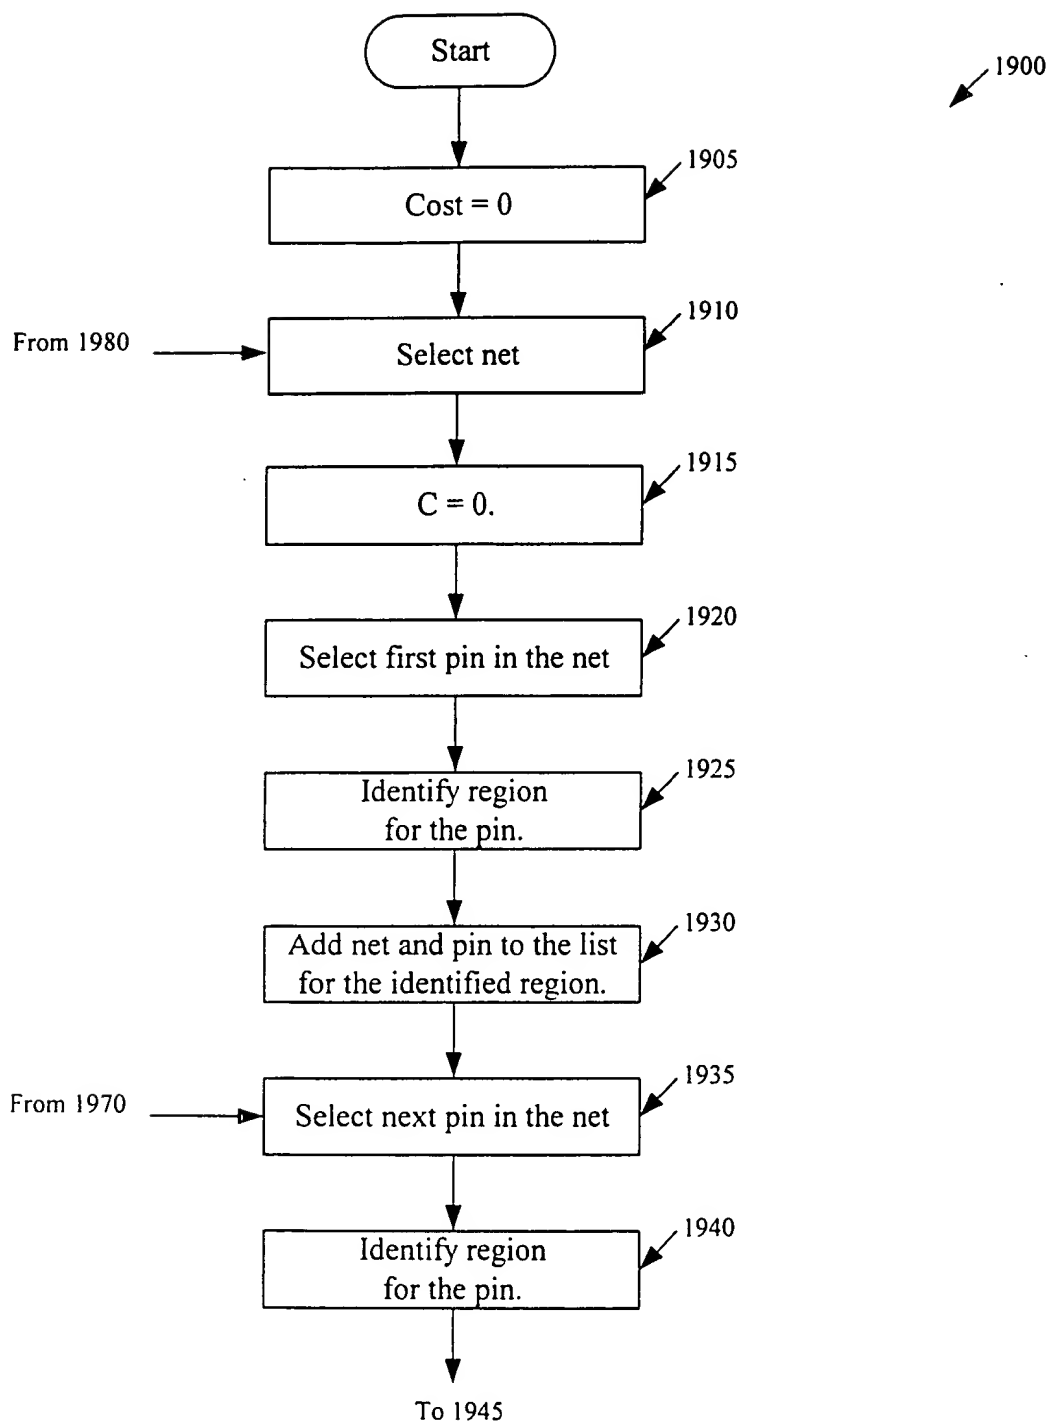 Start
1900
1905
Cost = 0
1910
From 1980
Select net
1915
C = 0.
1920
Select first pin in the net
1925
Identify region
for the pin.
1930
Add net and pin to the list
for the identified region.
1935
From 1970
Select next pin in the net
1940
Identify region
for the pin.
To 1945